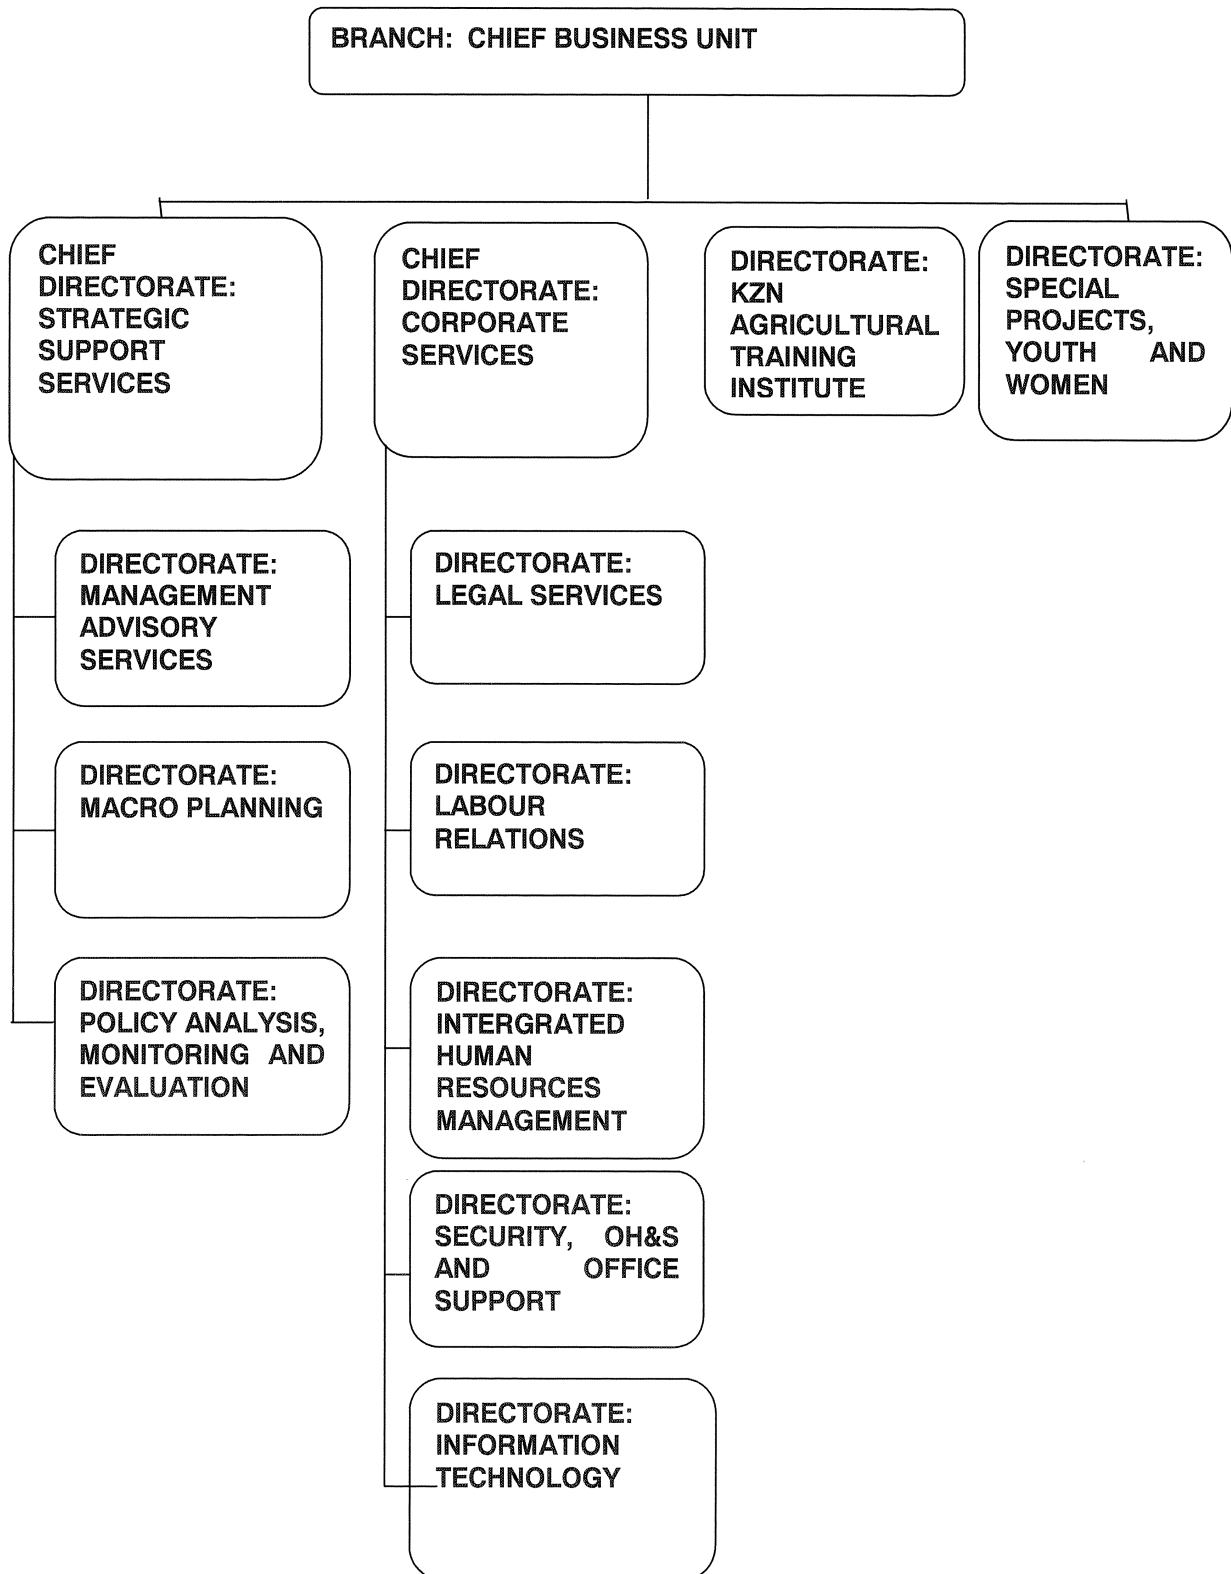 BRANCH: CHIEF BUSINESS UNIT
CHIEF
DIRECTORATE:
STRATEGIC
SUPPORT
SERVICES
CHIEF
DIRECTORATE:
CORPORATE
SERVICES
DIRECTORATE:
KZN
AGRICULTURAL
TRAINING
INSTITUTE
DIRECTORATE:
SPECIAL
PROJECTS,
YOUTH AND
WOMEN
DIRECTORATE:
MANAGEMENT
ADVISORY
SERVICES
DIRECTORATE:
MACRO PLANNING
DIRECTORATE:
POLICY ANALYSIS,
MONITORING AND
EVALUATION
DIRECTORATE:
LEGAL SERVICES
DIRECTORATE:
LABOUR
RELATIONS
DIRECTORATE:
INTERGRATED
HUMAN
RESOURCES
MANAGEMENT
DIRECTORATE:
SECURITY, OH&S
AND OFFICE
SUPPORT
DIRECTORATE:
INFORMATION
TECHNOLOGY